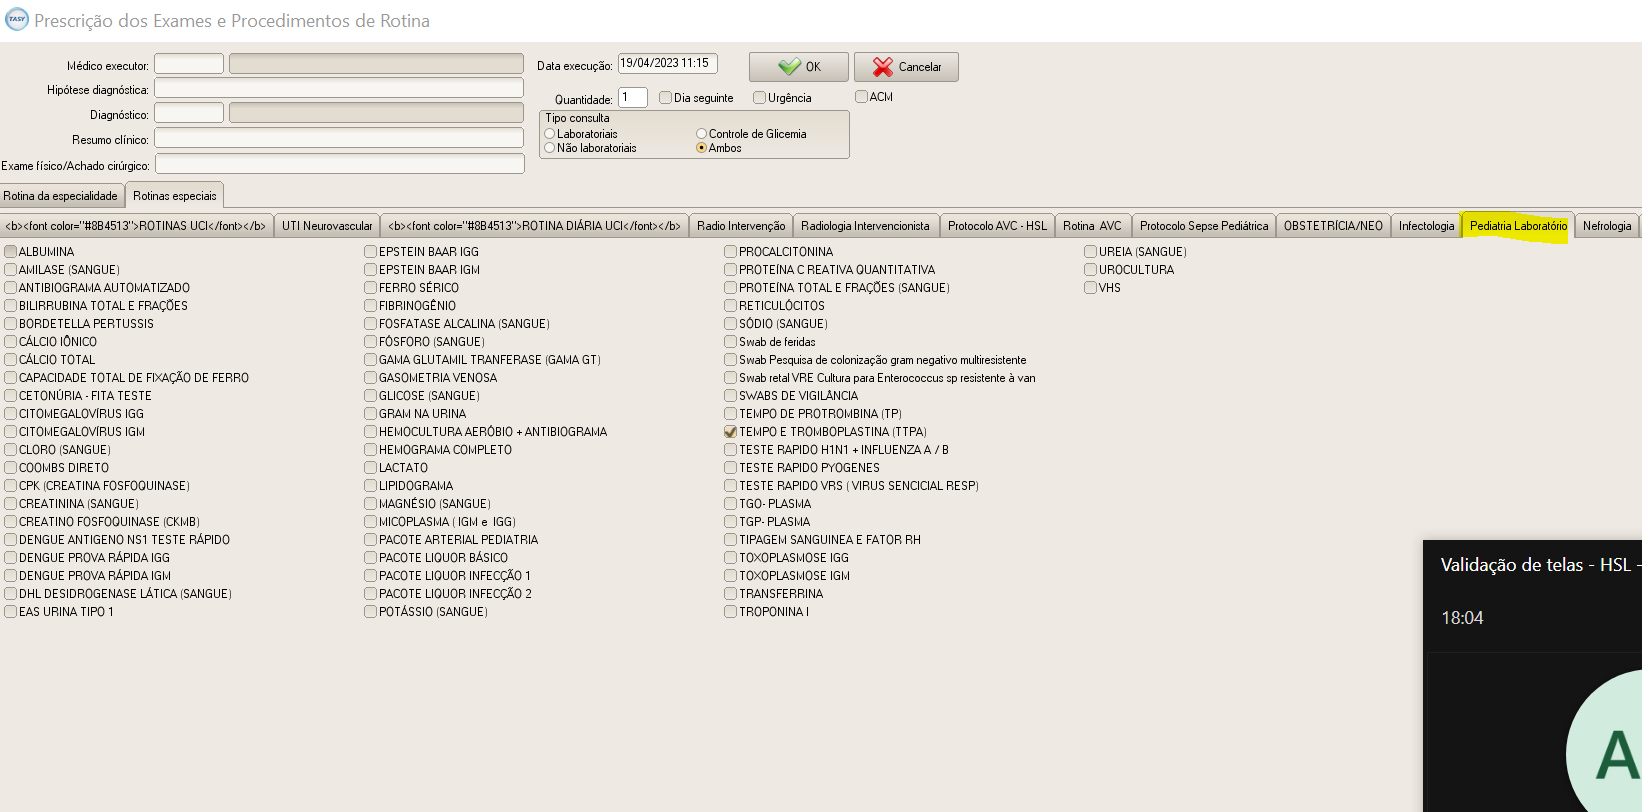 TASY Prescrição dos Exames e Procedimentos de Rotina
Médico executor:
Data execução: 19/04/2023 11:15
OK
Cancelar
Hipótese diagnóstica:
Quantidade: 1
Dia seguinte
Urgência
ACM
Diagnóstico:
Tipo consulta
Laboratoriais
Controle de Glicemia
Não laboratoriais
Ambos
Resumo clínico:
Exame físico/Achado cirúrgico:
Rotina da especialidade
Rotinas especiais
<b><font color="#8B4513">ROTINAS UCI</font></b>
UTI Neurovascular
<b><font color="#8B4513">ROTINA DIÁRIA UCI</font></b>
Radio Intervenção
Radiologia Intervencionista
Protocolo AVC - HSL
Rotina AVC
Protocolo Sepse Pediátrica
OBSTETRÍCIA/NEO
Infectologia
Pediatria Laboratório
Nefrologia
ALBUMINA
AMILASE (SANGUE)
ANTIBIOGRAMA AUTOMATIZADO
BILIRRUBINA TOTAL E FRAÇÕES
BORDETELLA PERTUSSIS
CÁLCIO IÔNICO
CÁLCIO TOTAL
CAPACIDADE TOTAL DE FIXAÇÃO DE FERRO
CETONÚRIA - FITA TESTE
CITOMEGALOVÍRUS IGG
CITOMEGALOVÍRUS IGM
CLORO (SANGUE)
COOMBS DIRETO
CPK (CREATINA FOSFOQUINASE)
CREATININA (SANGUE)
CREATINO FOSFOQUINASE (CKMB)
DENGUE ANTIGENO NS1 TESTE RÁPIDO
DENGUE PROVA RÁPIDA IGG
DENGUE PROVA RÁPIDA IGM
DHL DESIDROGENASE LÁTICA (SANGUE)
EAS URINA TIPO 1
EPSTEIN BAAR IGG
EPSTEIN BAAR IGM
FERRO SÉRICO
FIBRINOGÊNIO
FOSFATASE ALCALINA (SANGUE)
FÓSFORO (SANGUE)
GAMA GLUTAMIL TRANFERASE (GAMA GT)
GASOMETRIA VENOSA
GLICOSE (SANGUE)
GRAM NA URINA
HEMOCULTURA AERÓBIO + ANTIBIOGRAMA
HEMOGRAMA COMPLETO
LACTATO
LIPIDOGRAMA
MAGNÉSIO (SANGUE)
MICOPLASMA ( IGM e IGG)
PACOTE ARTERIAL PEDIATRIA
PACOTE LIQUOR BÁSICO
PACOTE LIQUOR INFECÇÃO 1
PACOTE LIQUOR INFECÇÃO 2
POTÁSSIO (SANGUE)
PROCALCITONINA
PROTEÍNA C REATIVA QUANTITATIVA
PROTEÍNA TOTAL E FRAÇÕES (SANGUE)
RETICULÓCITOS
SÓDIO (SANGUE)
Swab de feridas
Swab Pesquisa de colonização gram negativo multiresistente
Swab retal VRE Cultura para Enterococcus sp resistente à van
SWABS DE VIGILÂNCIA
TEMPO DE PROTROMBINA (TP)
TEMPO E TROMBOPLASTINA (TTPA)
TESTE RAPIDO H1N1 + INFLUENZA A / B
TESTE RAPIDO PYOGENES
TESTE RAPIDO VRS ( VIRUS SENCICIAL RESP)
TGO- PLASMA
TGP- PLASMA
TIPAGEM SANGUINEA E FATOR RH
TOXOPLASMOSE IGG
TOXOPLASMOSE IGM
TRANSFERRINA
TROPONINA I
UREIA (SANGUE)
UROCULTURA
VHS
Validação de telas - HSL -
18:04
A